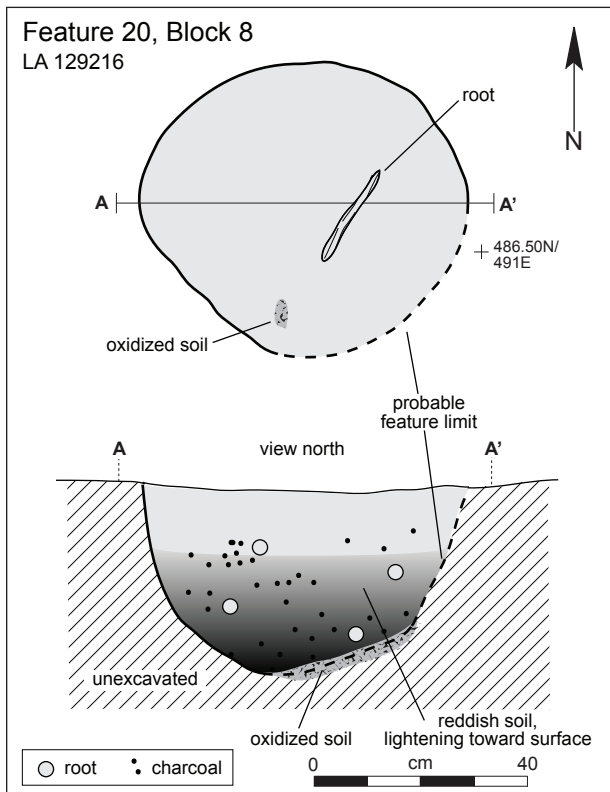 Feature 20, Block 8
LA 129216
root
N
A
A'
486.50N/
491E
oxidized soil
probable
feature limit
A
view north
A'
unexcavated
reddish soil,
lightening toward surface
oxidized soil
root
charcoal
0
cm
40